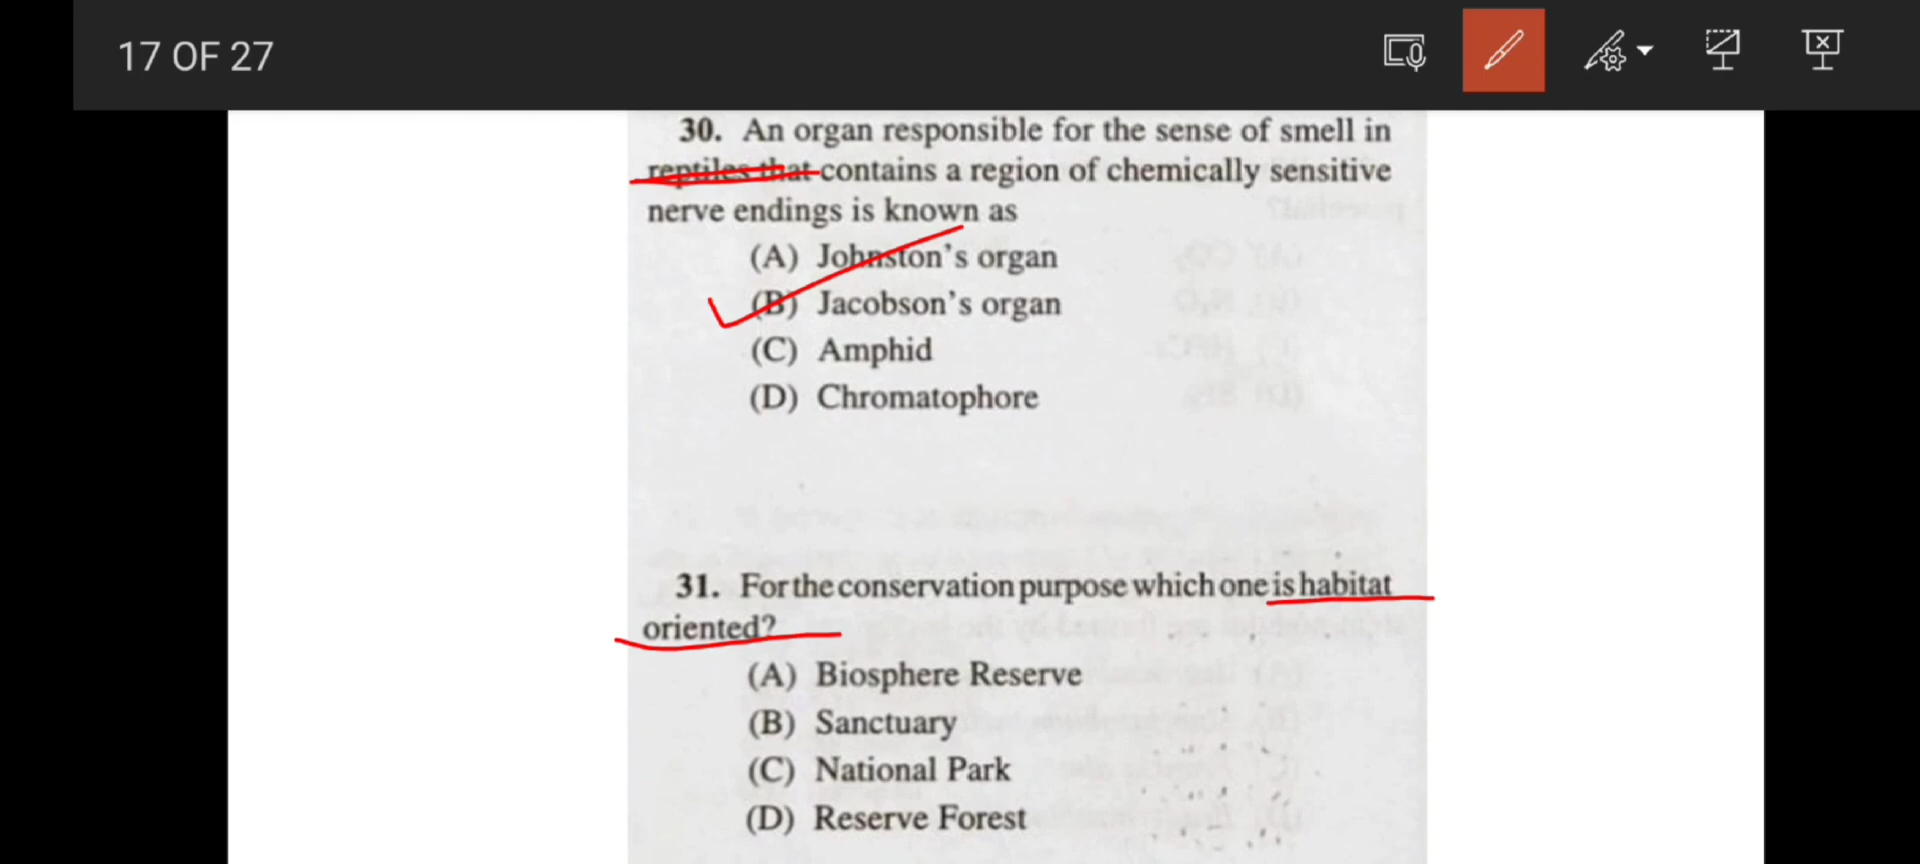 17 OF 27
30. An organ responsible for the sense of smell in
reptiles that contains a region of chemically sensitive
nerve endings is known as
(A) Johnston's organ
(B) Jacobson's organ
(C) Amphid
(D) Chromatophore
31. For the conservation purpose which one is habitat
oriented?
(A) Biosphere Reserve
(B) Sanctuary
(C) National Park
(D) Reserve Forest